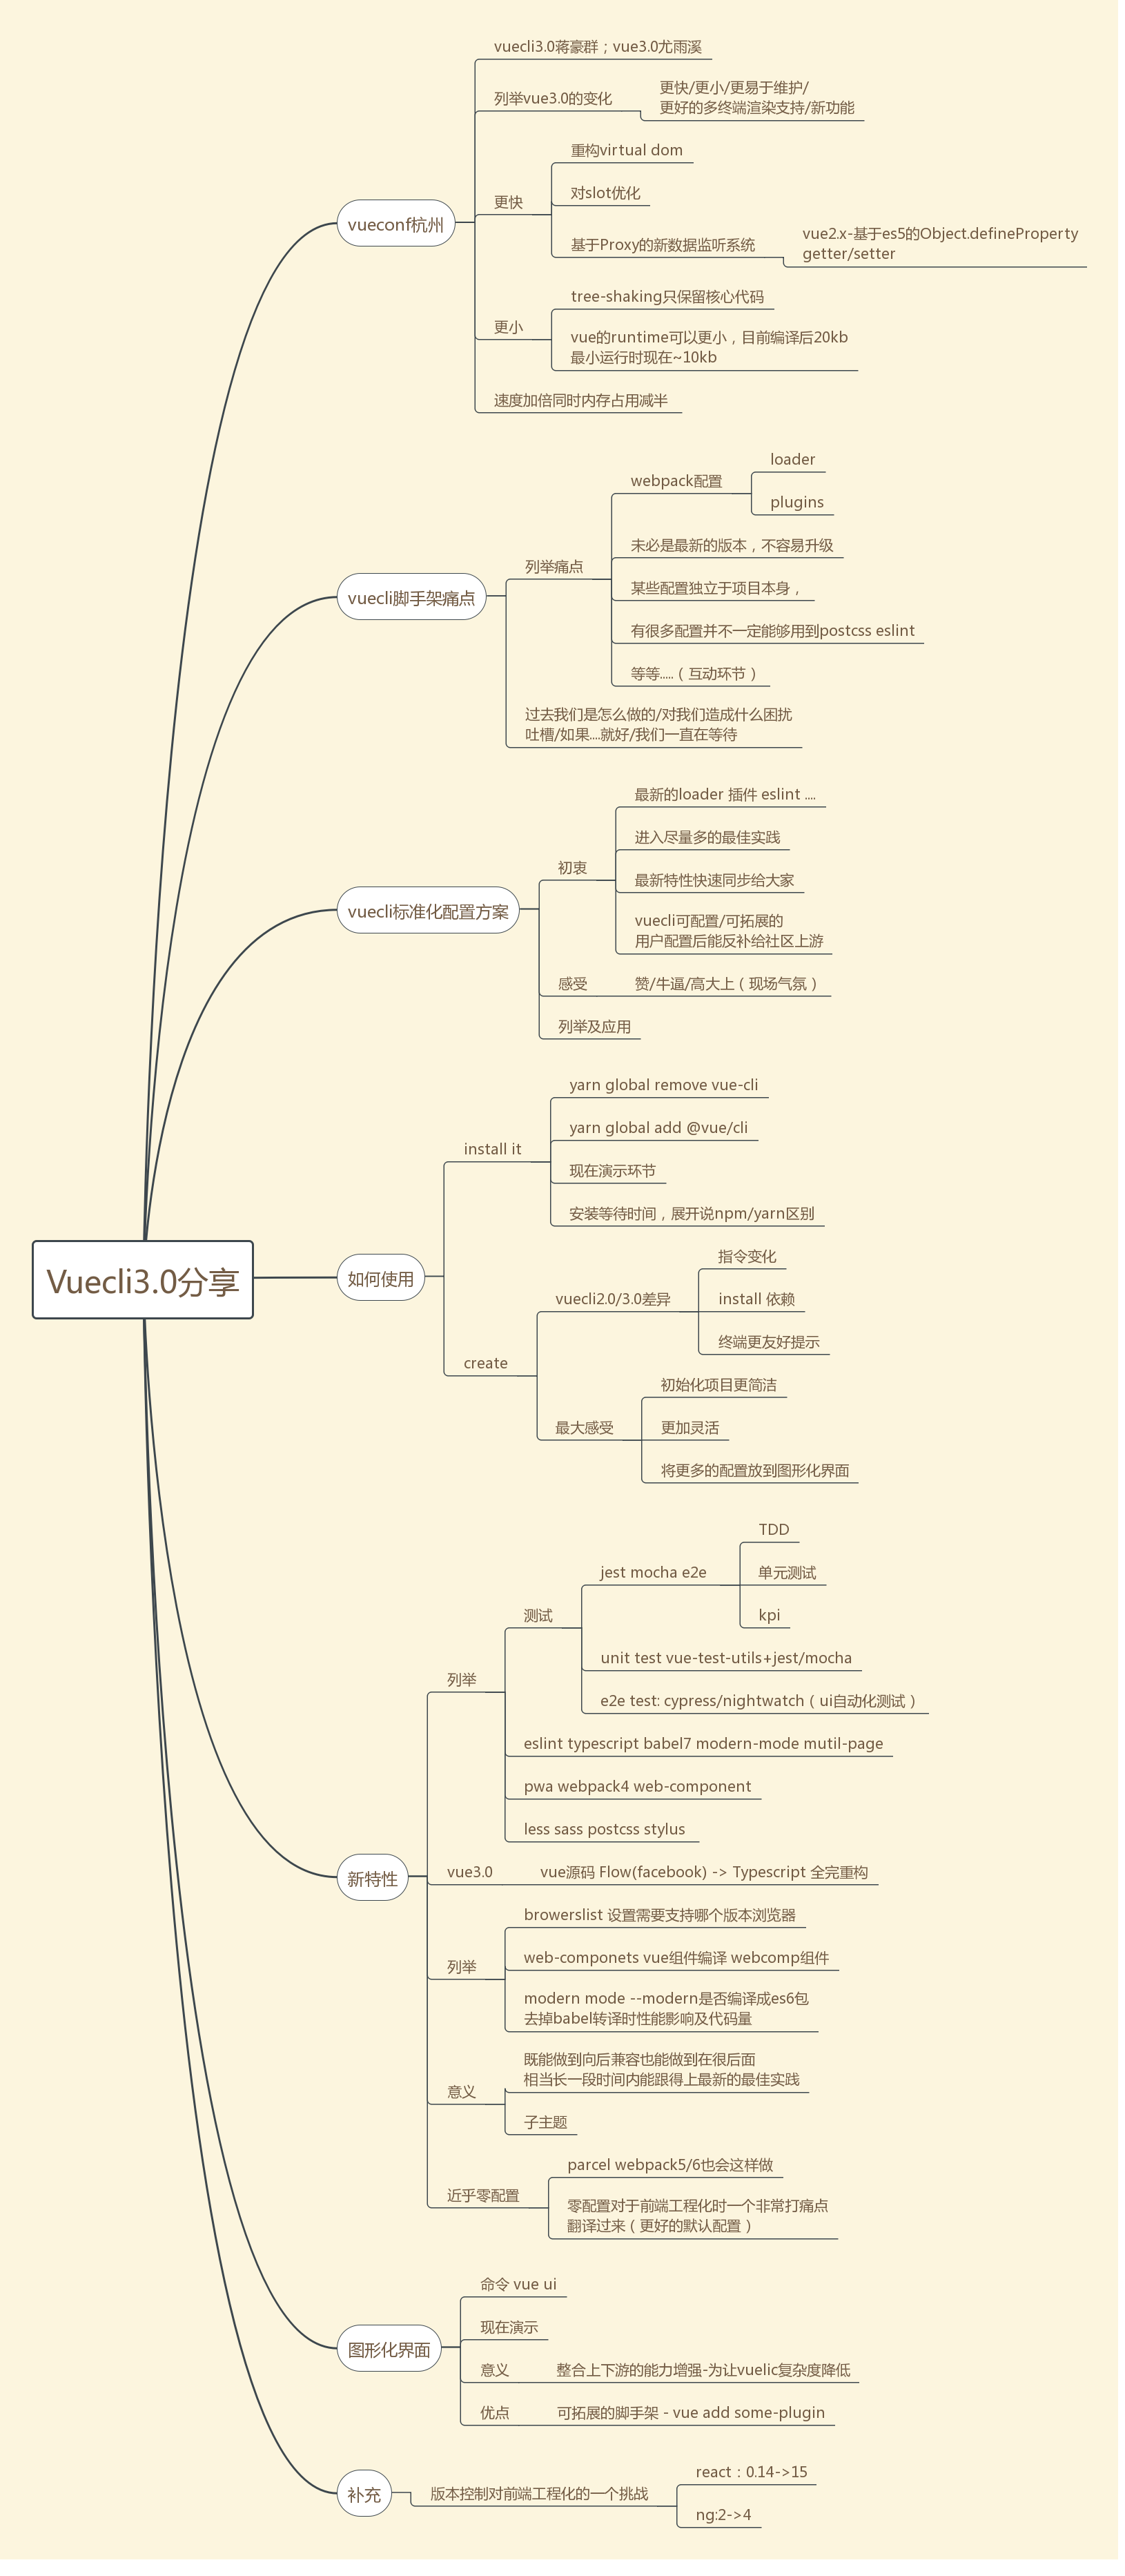 Vuecli3.0分享
vueconf杭州
vuecli3.0蒋豪群；vue3.0尤雨溪
列举vue3.0的变化
更快/更小/更易于维护/
更好的多终端渲染支持/新功能
更快
重构virtual dom
对slot优化
基于Proxy的新数据监听系统
vue2.x-基于es5的Object.defineProperty
getter/setter
更小
tree-shaking只保留核心代码
vue的runtime可以更小，目前编译后20kb
最小运行时现在~10kb
速度加倍同时内存占用减半
vuecli脚手架痛点
列举痛点
webpack配置
loader
plugins
未必是最新的版本，不容易升级
某些配置独立于项目本身，
有很多配置并不一定能够用到postcss eslint
等等.....（互动环节）
过去我们是怎么做的/对我们造成什么困扰
吐槽/如果....就好/我们一直在等待
vuecli标准化配置方案
初衷
最新的loader 插件 eslint ....
进入尽量多的最佳实践
最新特性快速同步给大家
vuecli可配置/可拓展的
用户配置后能反补给社区上游
感受
赞/牛逼/高大上（现场气氛）
列举及应用
如何使用
install it
yarn global remove vue-cli
yarn global add @vue/cli
现在演示环节
安装等待时间，展开说npm/yarn区别
create
vuecli2.0/3.0差异
指令变化
install 依赖
终端更友好提示
最大感受
初始化项目更简洁
更加灵活
将更多的配置放到图形化界面
新特性
列举
测试
jest mocha e2e
TDD
单元测试
kpi
unit test vue-test-utils+jest/mocha
e2e test: cypress/nightwatch（ui自动化测试）
eslint typescript babel7 modern-mode mutil-page
pwa webpack4 web-component
less sass postcss stylus
vue3.0
vue源码 Flow(facebook) -> Typescript 全完重构
列举
browerslist 设置需要支持哪个版本浏览器
web-componets vue组件编译 webcomp组件
modern mode --modern是否编译成es6包
去掉babel转译时性能影响及代码量
意义
既能做到向后兼容也能做到在很后面
相当长一段时间内能跟得上最新的最佳实践
子主题
近乎零配置
parcel webpack5/6也会这样做
零配置对于前端工程化时一个非常打痛点
翻译过来（更好的默认配置）
图形化界面
命令 vue ui
现在演示
意义
整合上下游的能力增强-为让vuelic复杂度降低
优点
可拓展的脚手架 - vue add some-plugin
补充
版本控制对前端工程化的一个挑战
react：0.14->15
ng:2->4